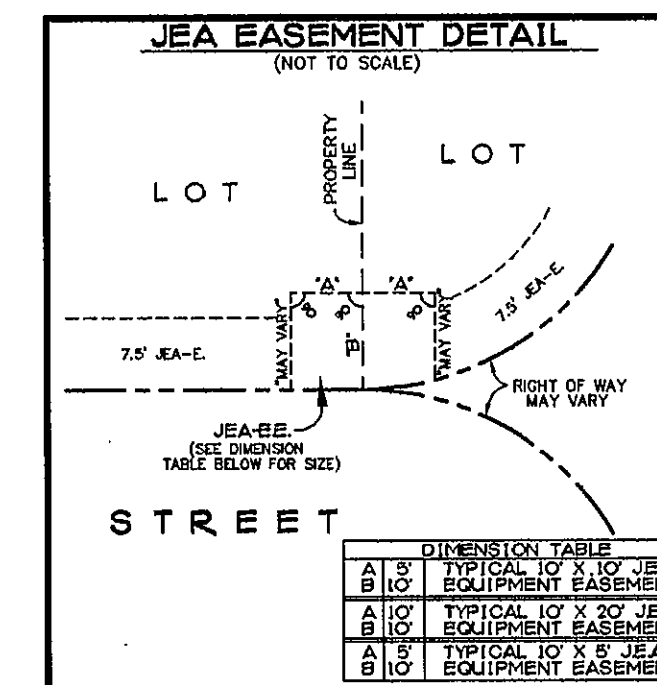 JEA EASEMENT DETAIL
(NOT TO SCALE)
PROPERTY
LINE
L O T
L O T
"A" "A"
90° 90° 90°
"B"
"MAY VARY"
"MAY VARY"
7.5' JEA-E.
7.5' JEA-E.
RIGHT OF WAY
MAY VARY
JEA-EE.
(SEE DIMENSION
TABLE BELOW FOR SIZE)
S T R E E T
DIMENSION TABLE
A 5' TYPICAL 10' X 10' JE
B 10' EQUIPMENT EASEME
A 10' TYPICAL 10' X 20' JE
B 10' EQUIPMENT EASEME
A 5' TYPICAL 10' X 5' JEA
B 10' EQUIPMENT EASEME